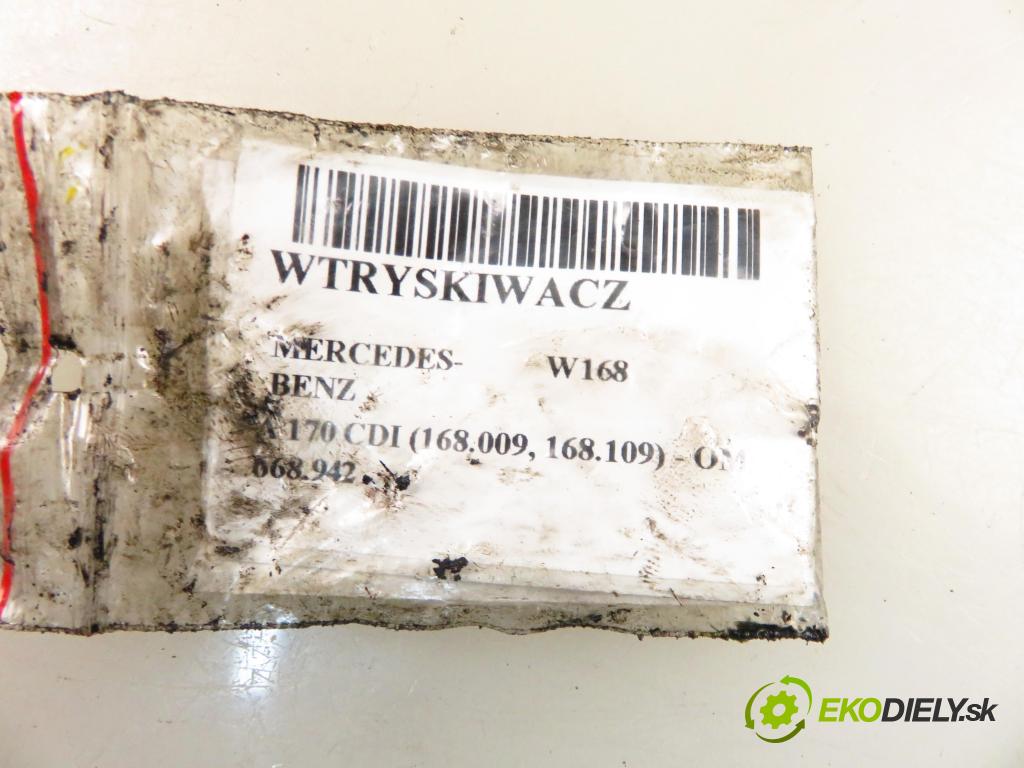 WTRYSKIWACZ
MERCEDES- W168
BENZ
A 170 CDI (168.009, 168.109) - OM
668.942
EKODIELY.sk